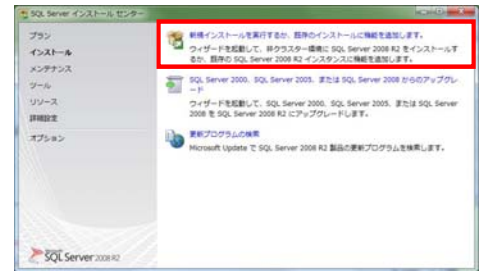 SQL Server インストール センター
プラン
インストール
メンテナンス
ツール
リソース
詳細設定
オプション
新規インストールを実行するか、既存のインストールに機能を追加します。
ウィザードを起動して、非クラスター環境に SQL Server 2008 R2 をインストールす
るか、既存の SQL Server 2008 R2 インスタンスに機能を追加します。
SQL Server 2000、SQL Server 2005、または SQL Server 2008 からのアップグレ
ード
ウィザードを起動して、SQL Server 2000、SQL Server 2005、または SQL Server
2008 を SQL Server 2008 R2 にアップグレードします。
更新プログラムの検索
Microsoft Update で SQL Server 2008 R2 製品の更新プログラムを検索します。
Microsoft
SQL Server 2008 R2